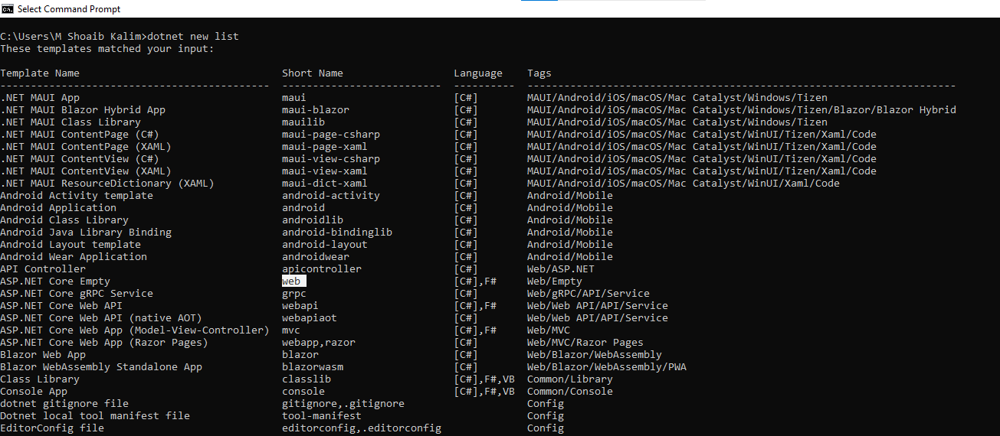 Select Command Prompt
C:\Users\M Shoaib Kalim>dotnet new list
These templates matched your input:
Template Name Short Name Language Tags
-------------------------------------------- -------------------------- ---------- ----------------------------------------------------------------------
.NET MAUI App maui [C#] MAUI/Android/iOS/macOS/Mac Catalyst/Windows/Tizen
.NET MAUI Blazor Hybrid App maui-blazor [C#] MAUI/Android/iOS/macOS/Mac Catalyst/Windows/Tizen/Blazor/Blazor Hybrid
.NET MAUI Class Library mauilib [C#] MAUI/Android/iOS/macOS/Mac Catalyst/Windows/Tizen
.NET MAUI ContentPage (C#) maui-page-csharp [C#] MAUI/Android/iOS/macOS/Mac Catalyst/WinUI/Tizen/Xaml/Code
.NET MAUI ContentPage (XAML) maui-page-xaml [C#] MAUI/Android/iOS/macOS/Mac Catalyst/WinUI/Tizen/Xaml/Code
.NET MAUI ContentView (C#) maui-view-csharp [C#] MAUI/Android/iOS/macOS/Mac Catalyst/WinUI/Tizen/Xaml/Code
.NET MAUI ContentView (XAML) maui-view-xaml [C#] MAUI/Android/iOS/macOS/Mac Catalyst/WinUI/Tizen/Xaml/Code
.NET MAUI ResourceDictionary (XAML) maui-dict-xaml [C#] MAUI/Android/iOS/macOS/Mac Catalyst/WinUI/Xaml/Code
Android Activity template android-activity [C#] Android/Mobile
Android Application android [C#] Android/Mobile
Android Class Library androidlib [C#] Android/Mobile
Android Java Library Binding android-bindinglib [C#] Android/Mobile
Android Layout template android-layout [C#] Android/Mobile
Android Wear Application androidwear [C#] Android/Mobile
API Controller apicontroller [C#] Web/ASP.NET
ASP.NET Core Empty web [C#],F# Web/Empty
ASP.NET Core gRPC Service grpc [C#] Web/gRPC/API/Service
ASP.NET Core Web API webapi [C#],F# Web/Web API/API/Service
ASP.NET Core Web API (native AOT) webapiaot [C#] Web/Web API/API/Service
ASP.NET Core Web App (Model-View-Controller) mvc [C#],F# Web/MVC
ASP.NET Core Web App (Razor Pages) webapp,razor [C#] Web/MVC/Razor Pages
Blazor Web App blazor [C#] Web/Blazor/WebAssembly
Blazor WebAssembly Standalone App blazorwasm [C#] Web/Blazor/WebAssembly/PWA
Class Library classlib [C#],F#,VB Common/Library
Console App console [C#],F#,VB Common/Console
dotnet gitignore file gitignore,.gitignore Config
Dotnet local tool manifest file tool-manifest Config
EditorConfig file editorconfig,.editorconfig Config